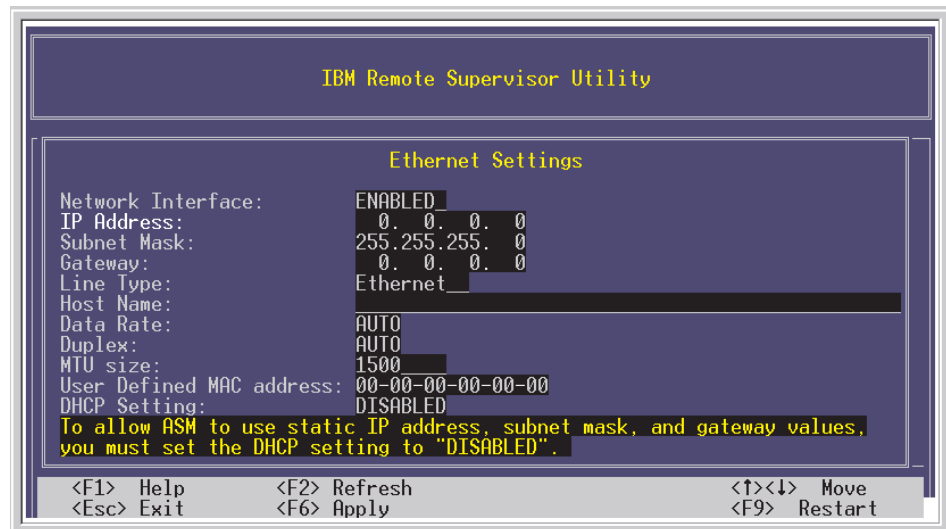 IBM Remote Supervisor Utility
Ethernet Settings
Network Interface: ENABLED_
IP Address: 0. 0. 0. 0
Subnet Mask: 255.255.255. 0
Gateway: 0. 0. 0. 0
Line Type: Ethernet__
Host Name:
Data Rate: AUTO
Duplex: AUTO
MTU size: 1500____
User Defined MAC address: 00-00-00-00-00-00
DHCP Setting: DISABLED
To allow ASM to use static IP address, subnet mask, and gateway values,
you must set the DHCP setting to "DISABLED".
<F1> Help <F2> Refresh <↑><↓> Move
<Esc> Exit <F6> Apply <F9> Restart